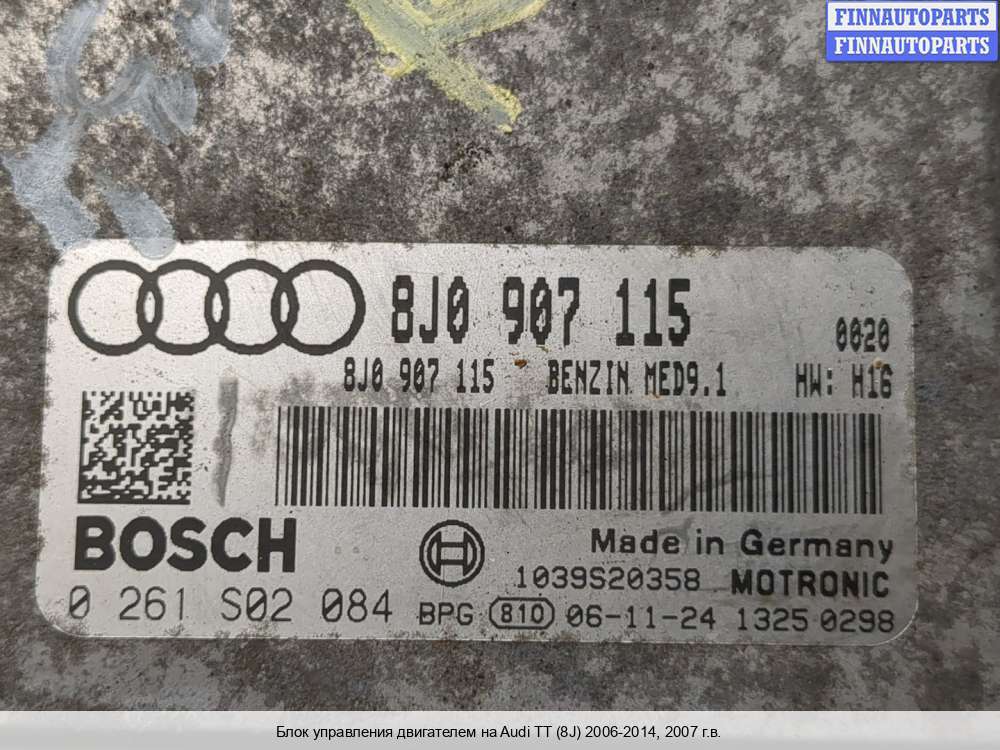 FINNAUTOPARTS
FINNAUTOPARTS
8J0 907 115
0020
8J0 907 115 BENZIN MED9.1 HW: H16
BOSCH
Made in Germany
1039S20358 MOTRONIC
0 261 S02 084 BPG 810 06-11-24 1325 0298
Блок управления двигателем на Audi TT (8J) 2006-2014, 2007 г.в.